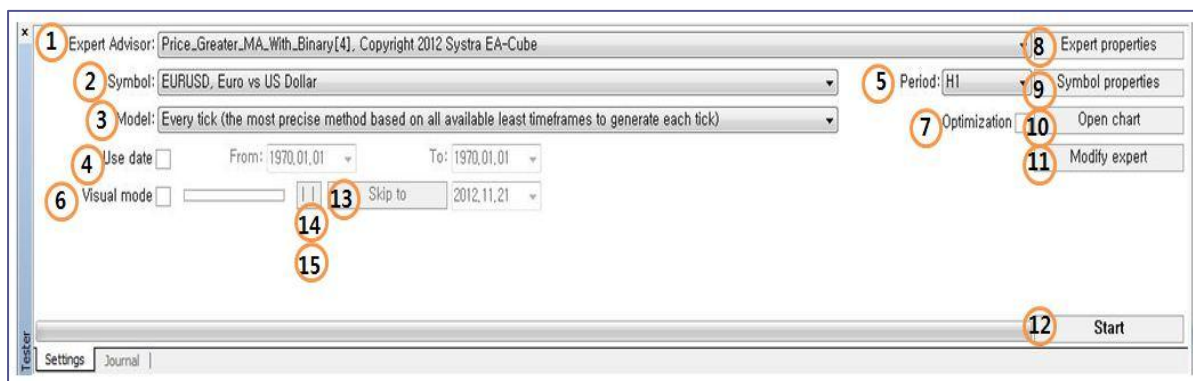 x
1 Expert Advisor: Price_Greater_MA_With_Binary[4], Copyright 2012 Systra EA-Cube 8 Expert properties
2 Symbol: EURUSD, Euro vs US Dollar 5 Period: H1 9 Symbol properties
3 Model: Every tick (the most precise method based on all available least timeframes to generate each tick) 7 Optimization 10 Open chart
4 Use date From: 1970,01,01 To: 1970,01,01 11 Modify expert
6 Visual mode 13 Skip to 2012,11,21
14
15
12 Start
Tester
Settings Journal